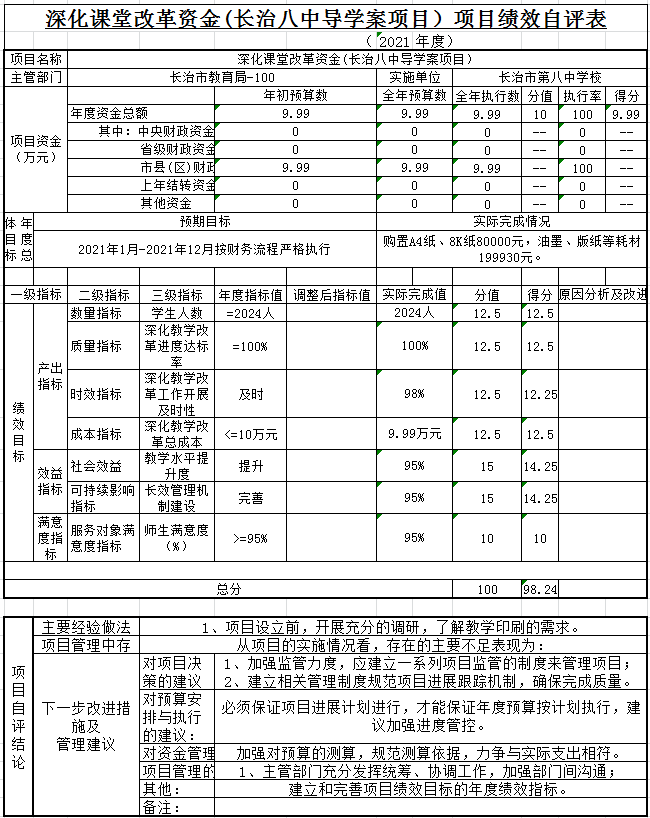 深化课堂改革资金(长治八中导学案项目）项目绩效自评表
（ 2021 年度）
项目名称 深化课堂改革资金(长治八中导学案项目）
主管部门 长治市教育局-100 实施单位 长治市第八中学校
项目资金（万元） 年初预算数 全年预算数 全年执行数 分值 执行率 得分
年度资金总额 9.99 9.99 9.99 10 100 9.99
其中：中央财政资金 0 0 0 -- 0 --
省级财政资金 0 0 0 -- 0 --
市县(区)财政 9.99 9.99 9.99 -- 100 --
上年结转资金 0 0 0 -- 0 --
其他资金 0 0 0 -- 0 --
体目标 年度总 预期目标 实际完成情况
2021年1月-2021年12月按财务流程严格执行 购置A4纸、8K纸80000元，油墨、版纸等耗材
199930元。
一级指标 二级指标 三级指标 年度指标值 调整后指标值 实际完成值 分值 得分 原因分析及改进
绩效目标
产出指标
数量指标 学生人数 =2024人 2024人 12.5 12.5
质量指标 深化教学改革进度达标率 =100% 100% 12.5 12.5
时效指标 深化教学改革工作开展及时性 及时 98% 12.5 12.25
成本指标 深化教学改革总成本 <=10万元 9.99万元 12.5 12.5
效益指标
社会效益 教学水平提升度 提升 95% 15 14.25
可持续影响指标 长效管理机制建设 完善 95% 15 14.25
满意度指标 服务对象满意度指标 师生满意度（%） >=95% 95% 10 10
总分 100 98.24
项目自评结论
主要经验做法 1、项目设立前，开展充分的调研，了解教学印刷的需求。
项目管理中存 从项目的实施情况看，存在的主要不足表现为：
下一步改进措施及管理建议
对项目决策的建议 1、加强监管力度，应建立一系列项目监管的制度来管理项目；
2、建立相关管理制度规范项目进展跟踪机制，确保完成质量。
对预算安排与执行的建议： 必须保证项目进展计划进行，才能保证年度预算按计划执行，建
议加强进度管控。
对资金管理 加强对预算的测算，规范测算依据，力争与实际支出相符。
项目管理的 1、主管部门充分发挥统筹、协调工作，加强部门间沟通；
其他： 建立和完善项目绩效目标的年度绩效指标。
备注：